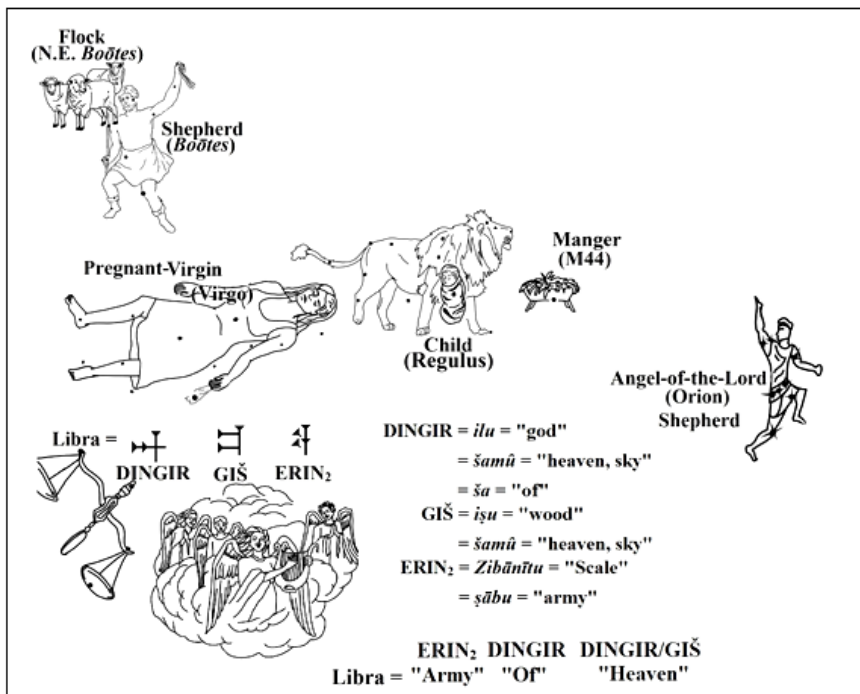 Flock
(N.E. Boötes)
Shepherd
(Boötes)
Pregnant-Virgin
(Virgo)
Manger
(M44)
Child
(Regulus)
Angel-of-the-Lord
(Orion)
Shepherd
Libra = 𒀭 𒄑 𒂟
DINGIR GIŠ ERIN₂
DINGIR = ilu = "god"
= šamû = "heaven, sky"
= ša = "of"
GIŠ = iṣu = "wood"
= šamû = "heaven, sky"
ERIN₂ = Zibānītu = "Scale"
= ṣābu = "army"
ERIN₂ DINGIR DINGIR/GIŠ
Libra = "Army" "Of" "Heaven"